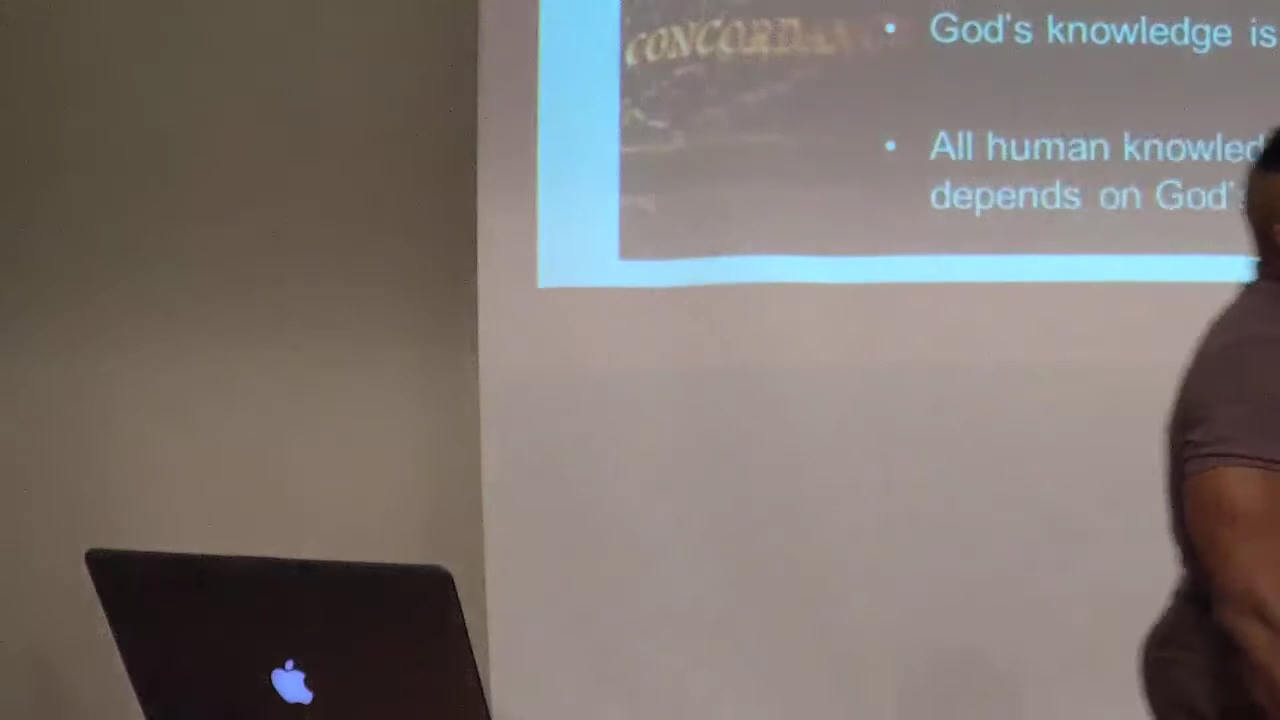 CONCORDAN
• God's knowledge is
• All human knowled
depends on God's